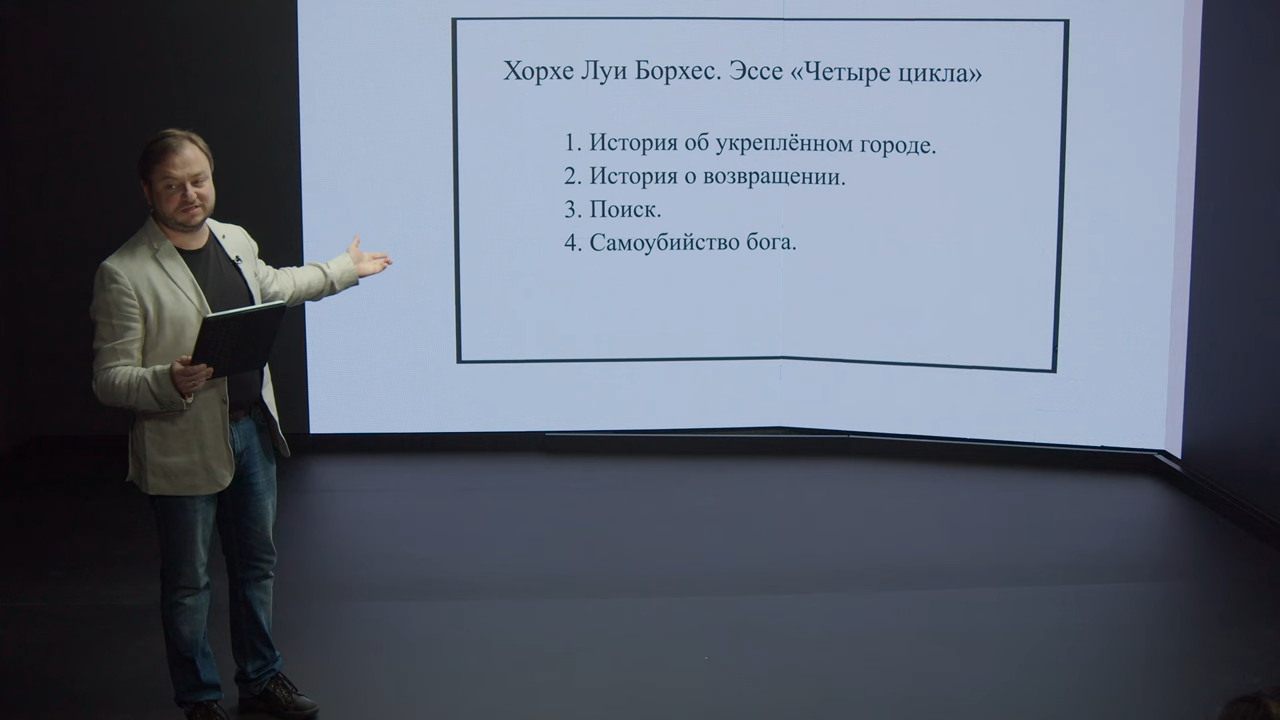 Хорхе Луи Борхес. Эссе «Четыре цикла»
1. История об укреплённом городе.
2. История о возвращении.
3. Поиск.
4. Самоубийство бога.